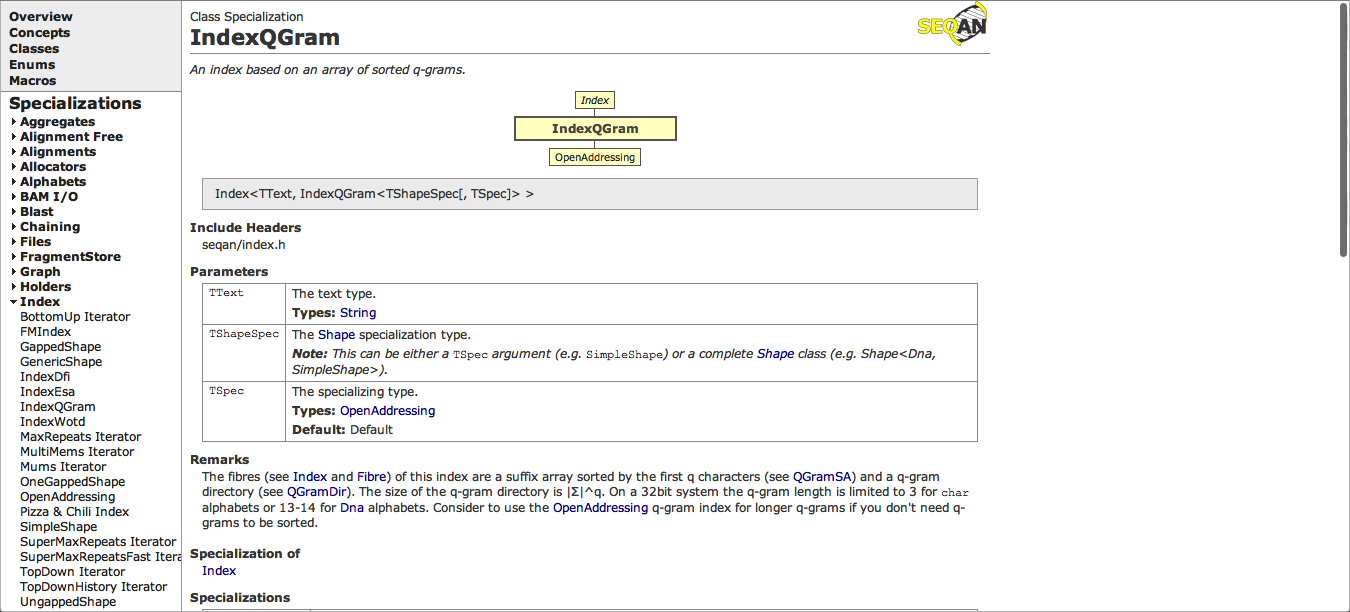 Overview
Concepts
Classes
Enums
Macros
Specializations
Aggregates
Alignment Free
Alignments
Allocators
Alphabets
BAM I/O
Blast
Chaining
Files
FragmentStore
Graph
Holders
Index
BottomUp Iterator
FMIndex
GappedShape
GenericShape
IndexDfi
IndexEsa
IndexQGram
IndexWotd
MaxRepeats Iterator
MultiMems Iterator
Mums Iterator
OneGappedShape
OpenAddressing
Pizza & Chili Index
SimpleShape
SuperMaxRepeats Iterator
SuperMaxRepeatsFast Itera
TopDown Iterator
TopDownHistory Iterator
UngappedShape
Class Specialization
IndexQGram
SEQAN
An index based on an array of sorted q-grams.
Index
IndexQGram
OpenAddressing
Index<TText, IndexQGram<TShapeSpec[, TSpec]> >
Include Headers
seqan/index.h
Parameters
TText The text type.
Types: String
TShapeSpec The Shape specialization type.
Note: This can be either a TSpec argument (e.g. SimpleShape) or a complete Shape class (e.g. Shape<Dna,
SimpleShape>).
TSpec The specializing type.
Types: OpenAddressing
Default: Default
Remarks
The fibres (see Index and Fibre) of this index are a suffix array sorted by the first q characters (see QGramSA) and a q-gram
directory (see QGramDir). The size of the q-gram directory is |Σ|^q. On a 32bit system the q-gram length is limited to 3 for char
alphabets or 13-14 for Dna alphabets. Consider to use the OpenAddressing q-gram index for longer q-grams if you don't need q-
grams to be sorted.
Specialization of
Index
Specializations